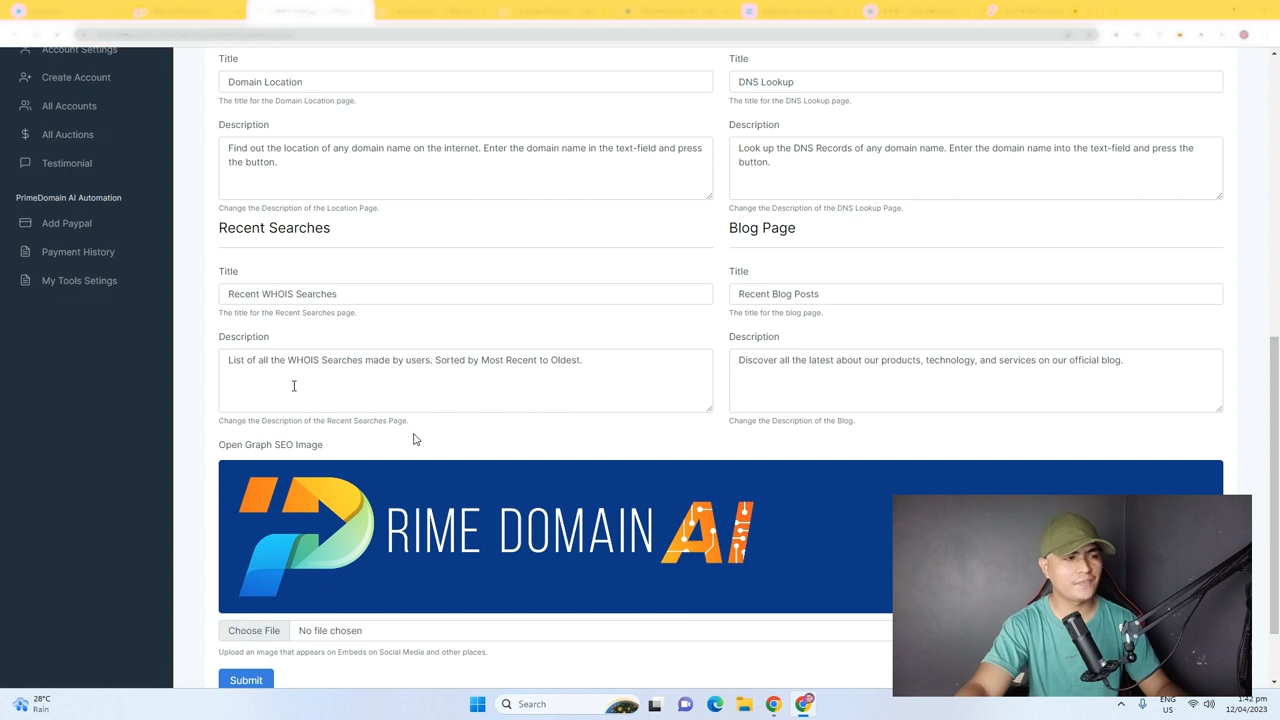 Account Settings
Create Account
All Accounts
All Auctions
Testimonial
PrimeDomain AI Automation
Add Paypal
Payment History
My Tools Setings
Title
Domain Location
The title for the Domain Location page.
Description
Find out the location of any domain name on the internet. Enter the domain name in the text-field and press
the button.
Change the Description of the Location Page.
Title
DNS Lookup
The title for the DNS Lookup page.
Description
Look up the DNS Records of any domain name. Enter the domain name into the text-field and press the
button.
Change the Description of the DNS Lookup Page.
Recent Searches
Title
Recent WHOIS Searches
The title for the Recent Searches page.
Description
List of all the WHOIS Searches made by users. Sorted by Most Recent to Oldest.
Change the Description of the Recent Searches Page.
Blog Page
Title
Recent Blog Posts
The title for the blog page.
Description
Discover all the latest about our products, technology, and services on our official blog.
Change the Description of the Blog.
Open Graph SEO Image
PRIME DOMAIN AI
Choose File No file chosen
Upload an image that appears on Embeds on Social Media and other places.
Submit
28°C
Rain
Search
ENG
US
1:42 pm
12/04/2023